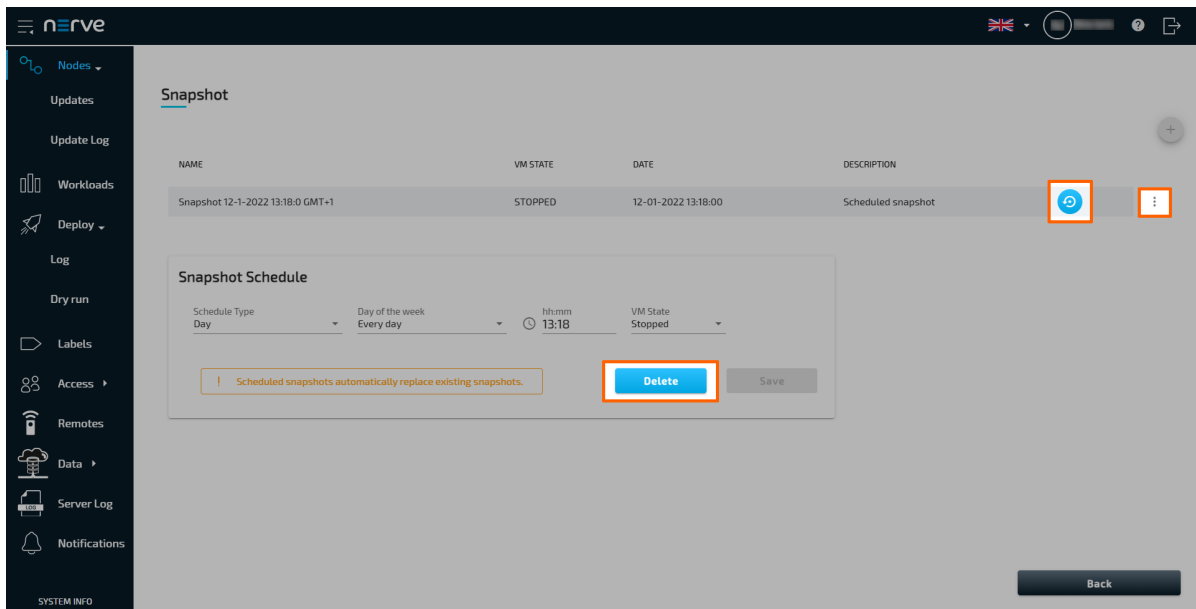 nerve
Nodes
Updates
Update Log
Workloads
Deploy
Log
Dry run
Labels
Access
Remotes
Data
LOG
Server Log
Notifications
SYSTEM INFO
Snapshot
NAME VM STATE DATE DESCRIPTION
Snapshot 12-1-2022 13:18:0 GMT+1 STOPPED 12-01-2022 13:18:00 Scheduled snapshot
Snapshot Schedule
Schedule Type Day of the week hh:mm VM State
Day Every day 13:18 Stopped
! Scheduled snapshots automatically replace existing snapshots. Delete Save
Back